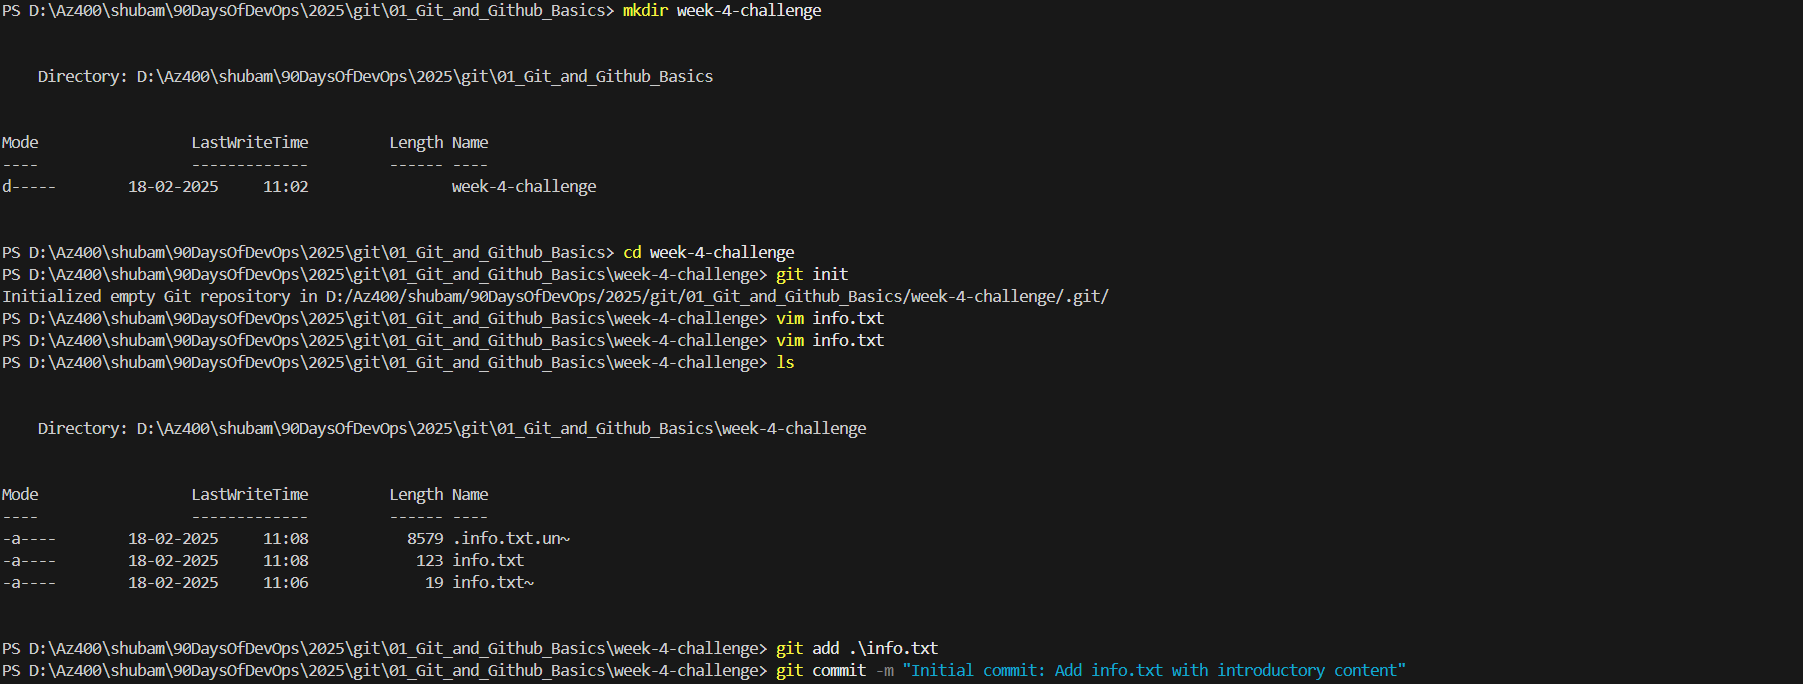 PS D:\Az400\shubam\90DaysOfDevOps\2025\git\01_Git_and_Github_Basics> mkdir week-4-challenge
Directory: D:\Az400\shubam\90DaysOfDevOps\2025\git\01_Git_and_Github_Basics
Mode                 LastWriteTime         Length Name
----                 -------------         ------ ----
d-----        18-02-2025     11:02                week-4-challenge
PS D:\Az400\shubam\90DaysOfDevOps\2025\git\01_Git_and_Github_Basics> cd week-4-challenge
PS D:\Az400\shubam\90DaysOfDevOps\2025\git\01_Git_and_Github_Basics\week-4-challenge> git init
Initialized empty Git repository in D:/Az400/shubam/90DaysOfDevOps/2025/git/01_Git_and_Github_Basics/week-4-challenge/.git/
PS D:\Az400\shubam\90DaysOfDevOps\2025\git\01_Git_and_Github_Basics\week-4-challenge> vim info.txt
PS D:\Az400\shubam\90DaysOfDevOps\2025\git\01_Git_and_Github_Basics\week-4-challenge> vim info.txt
PS D:\Az400\shubam\90DaysOfDevOps\2025\git\01_Git_and_Github_Basics\week-4-challenge> ls
Directory: D:\Az400\shubam\90DaysOfDevOps\2025\git\01_Git_and_Github_Basics\week-4-challenge
Mode                 LastWriteTime         Length Name
----                 -------------         ------ ----
-a----        18-02-2025     11:08           8579 .info.txt.un~
-a----        18-02-2025     11:08            123 info.txt
-a----        18-02-2025     11:06             19 info.txt~
PS D:\Az400\shubam\90DaysOfDevOps\2025\git\01_Git_and_Github_Basics\week-4-challenge> git add .\info.txt
PS D:\Az400\shubam\90DaysOfDevOps\2025\git\01_Git_and_Github_Basics\week-4-challenge> git commit -m "Initial commit: Add info.txt with introductory content"